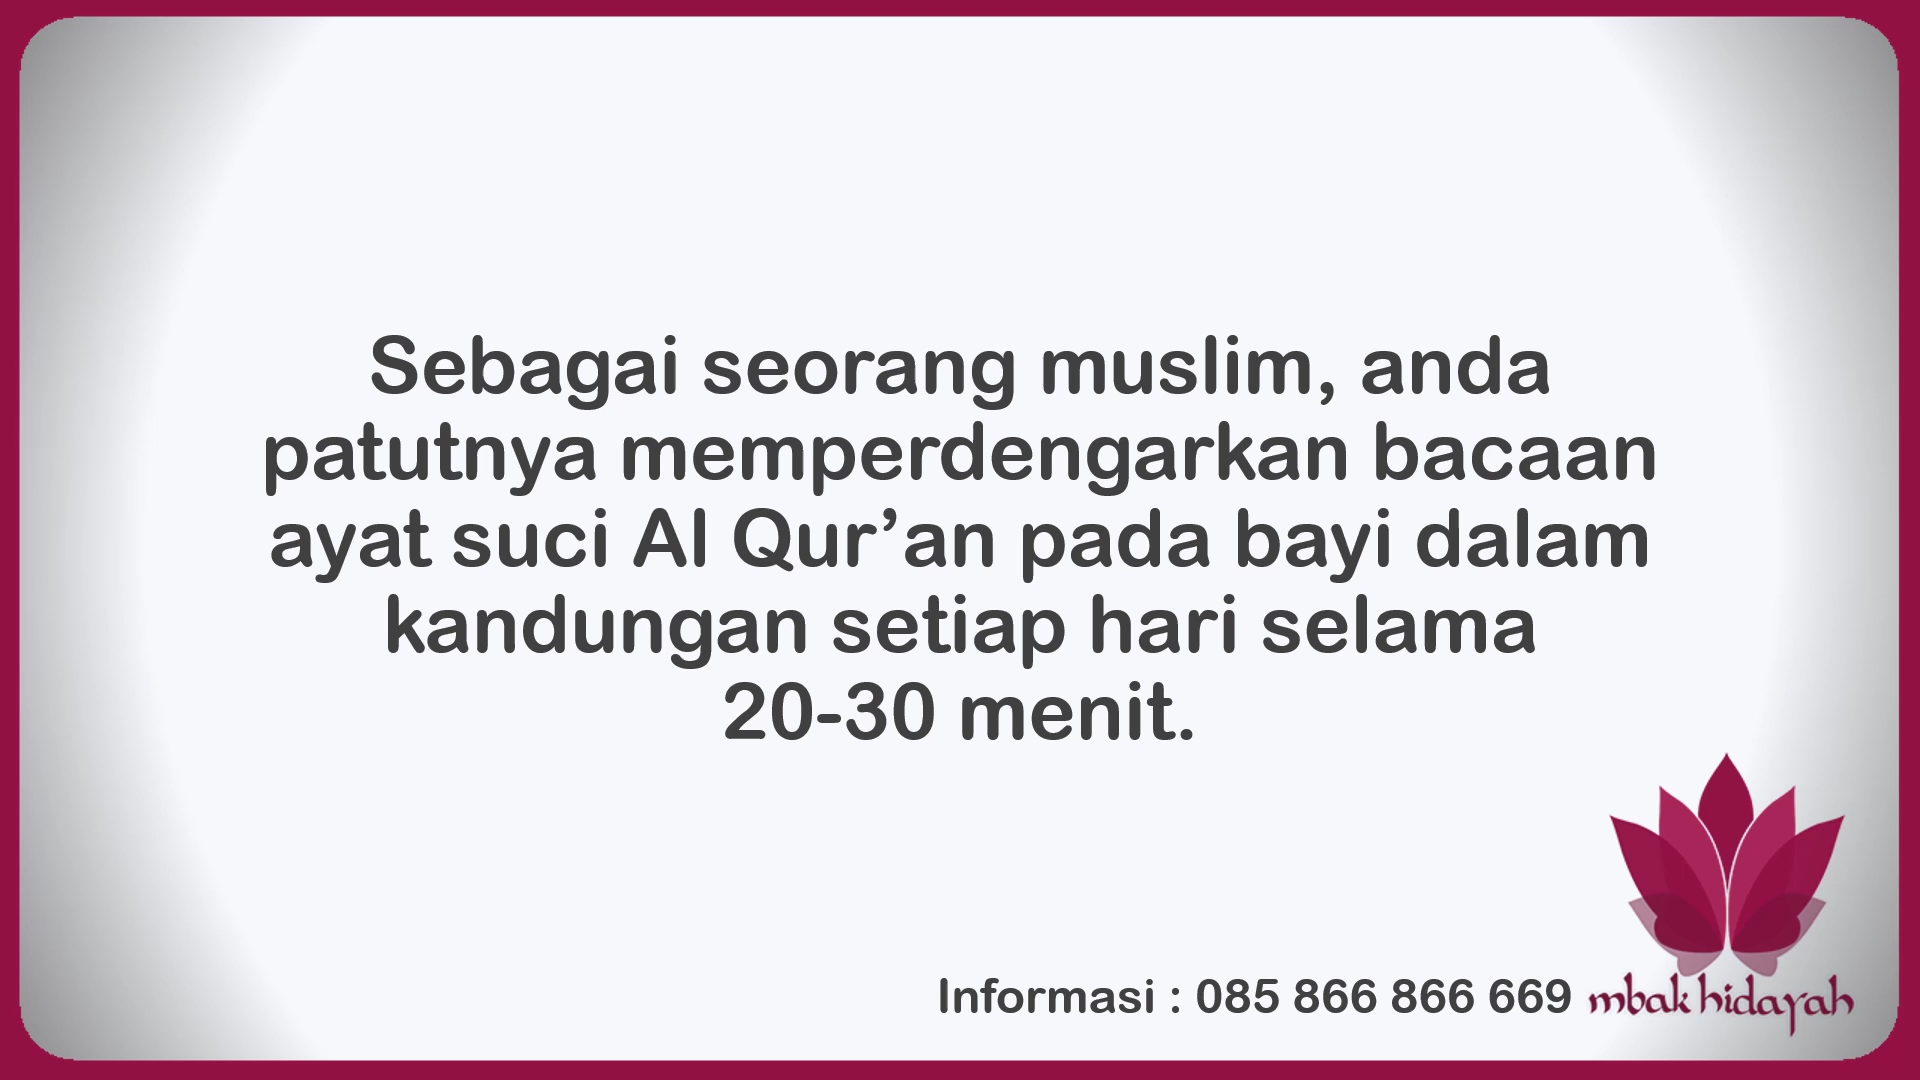 Sebagai seorang muslim, anda
patutnya memperdengarkan bacaan
ayat suci Al Qur’an pada bayi dalam
kandungan setiap hari selama
20-30 menit.
Informasi : 085 866 866 669
mbak hidayah